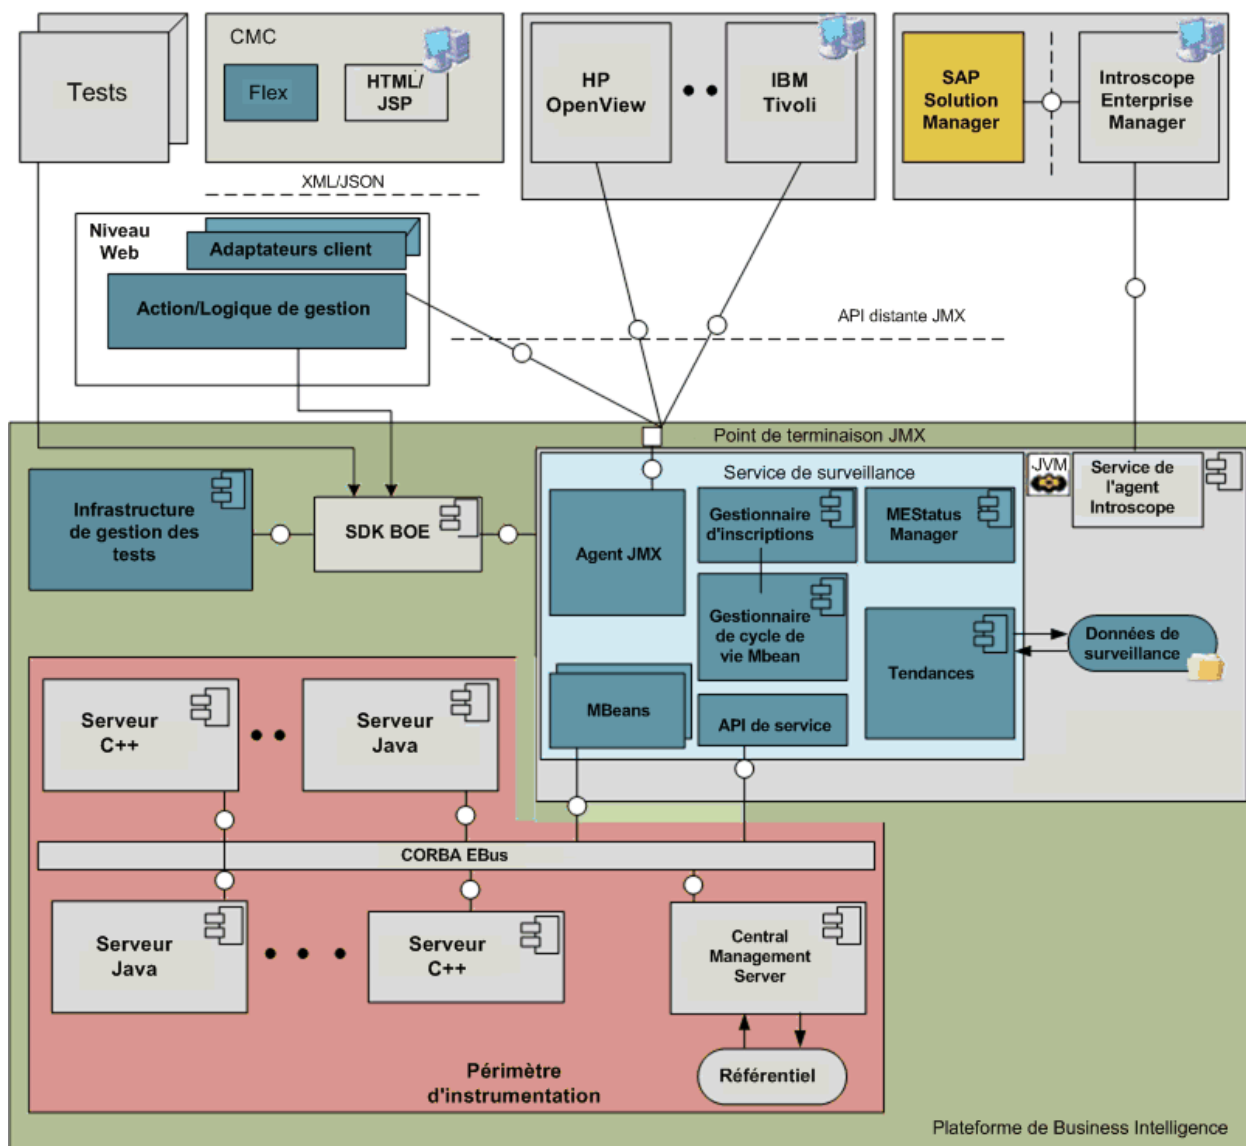 Tests
CMC
Flex
HTML/
JSP
HP
OpenView
IBM
Tivoli
SAP
Solution
Manager
Introscope
Enterprise
Manager
XML/JSON
Niveau
Web
Adaptateurs client
Action/Logique de gestion
API distante JMX
Point de terminaison JMX
Service de surveillance
JVM
Service de
l'agent
Introscope
Infrastructure
de gestion des
tests
SDK BOE
Agent JMX
Gestionnaire
d'inscriptions
MEStatus
Manager
Gestionnaire
de cycle de
vie Mbean
Tendances
Données de
surveillance
MBeans
API de service
Serveur
C++
Serveur
Java
CORBA EBus
Serveur
Java
Serveur
C++
Central
Management
Server
Référentiel
Périmètre
d'instrumentation
Plateforme de Business Intelligence